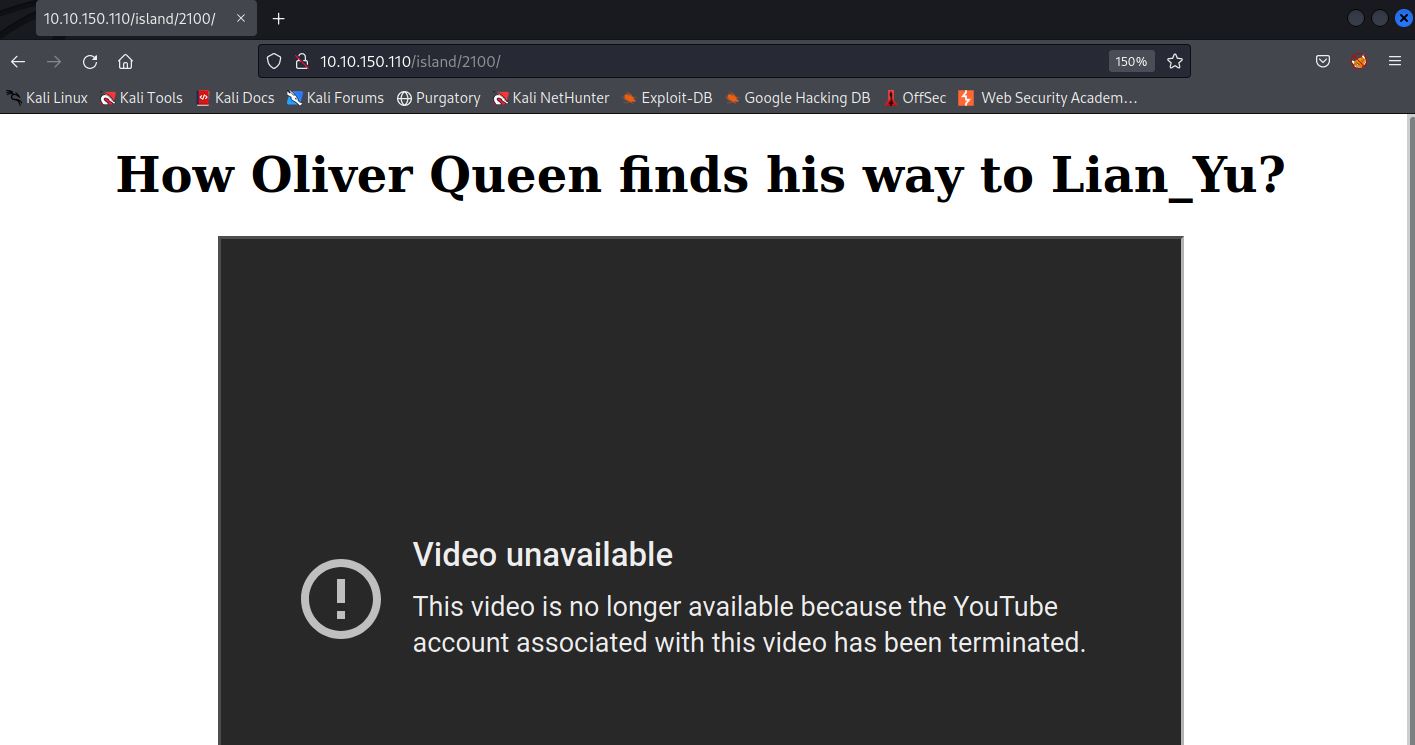 10.10.150.110/island/2100/
10.10.150.110/island/2100/ 150%
Kali Linux Kali Tools Kali Docs Kali Forums Purgatory Kali NetHunter Exploit-DB Google Hacking DB OffSec Web Security Academ…
How Oliver Queen finds his way to Lian_Yu?
Video unavailable
This video is no longer available because the YouTube
account associated with this video has been terminated.